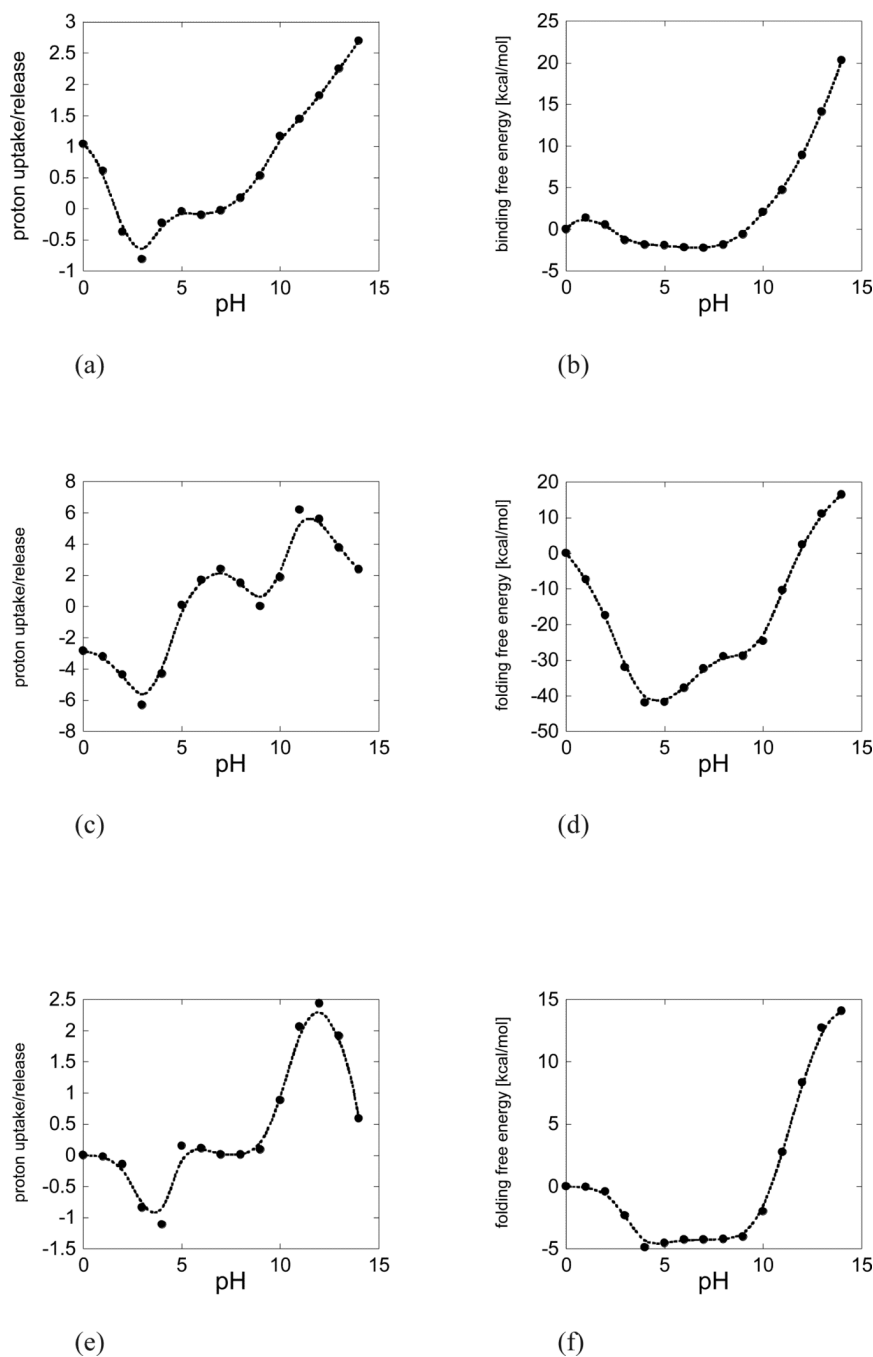 3
2.5
2
1.5
1
0.5
0
-0.5
-1
proton uptake/release
0 5 10 15
pH
(a)
25
20
15
10
5
0
-5
binding free energy [kcal/mol]
0 5 10 15
pH
(b)
8
6
4
2
0
-2
-4
-6
-8
proton uptake/release
0 5 10 15
pH
(c)
20
10
0
-10
-20
-30
-40
-50
folding free energy [kcal/mol]
0 5 10 15
pH
(d)
2.5
2
1.5
1
0.5
0
-0.5
-1
-1.5
proton uptake/release
0 5 10 15
pH
(e)
15
10
5
0
-5
folding free energy [kcal/mol]
0 5 10 15
pH
(f)